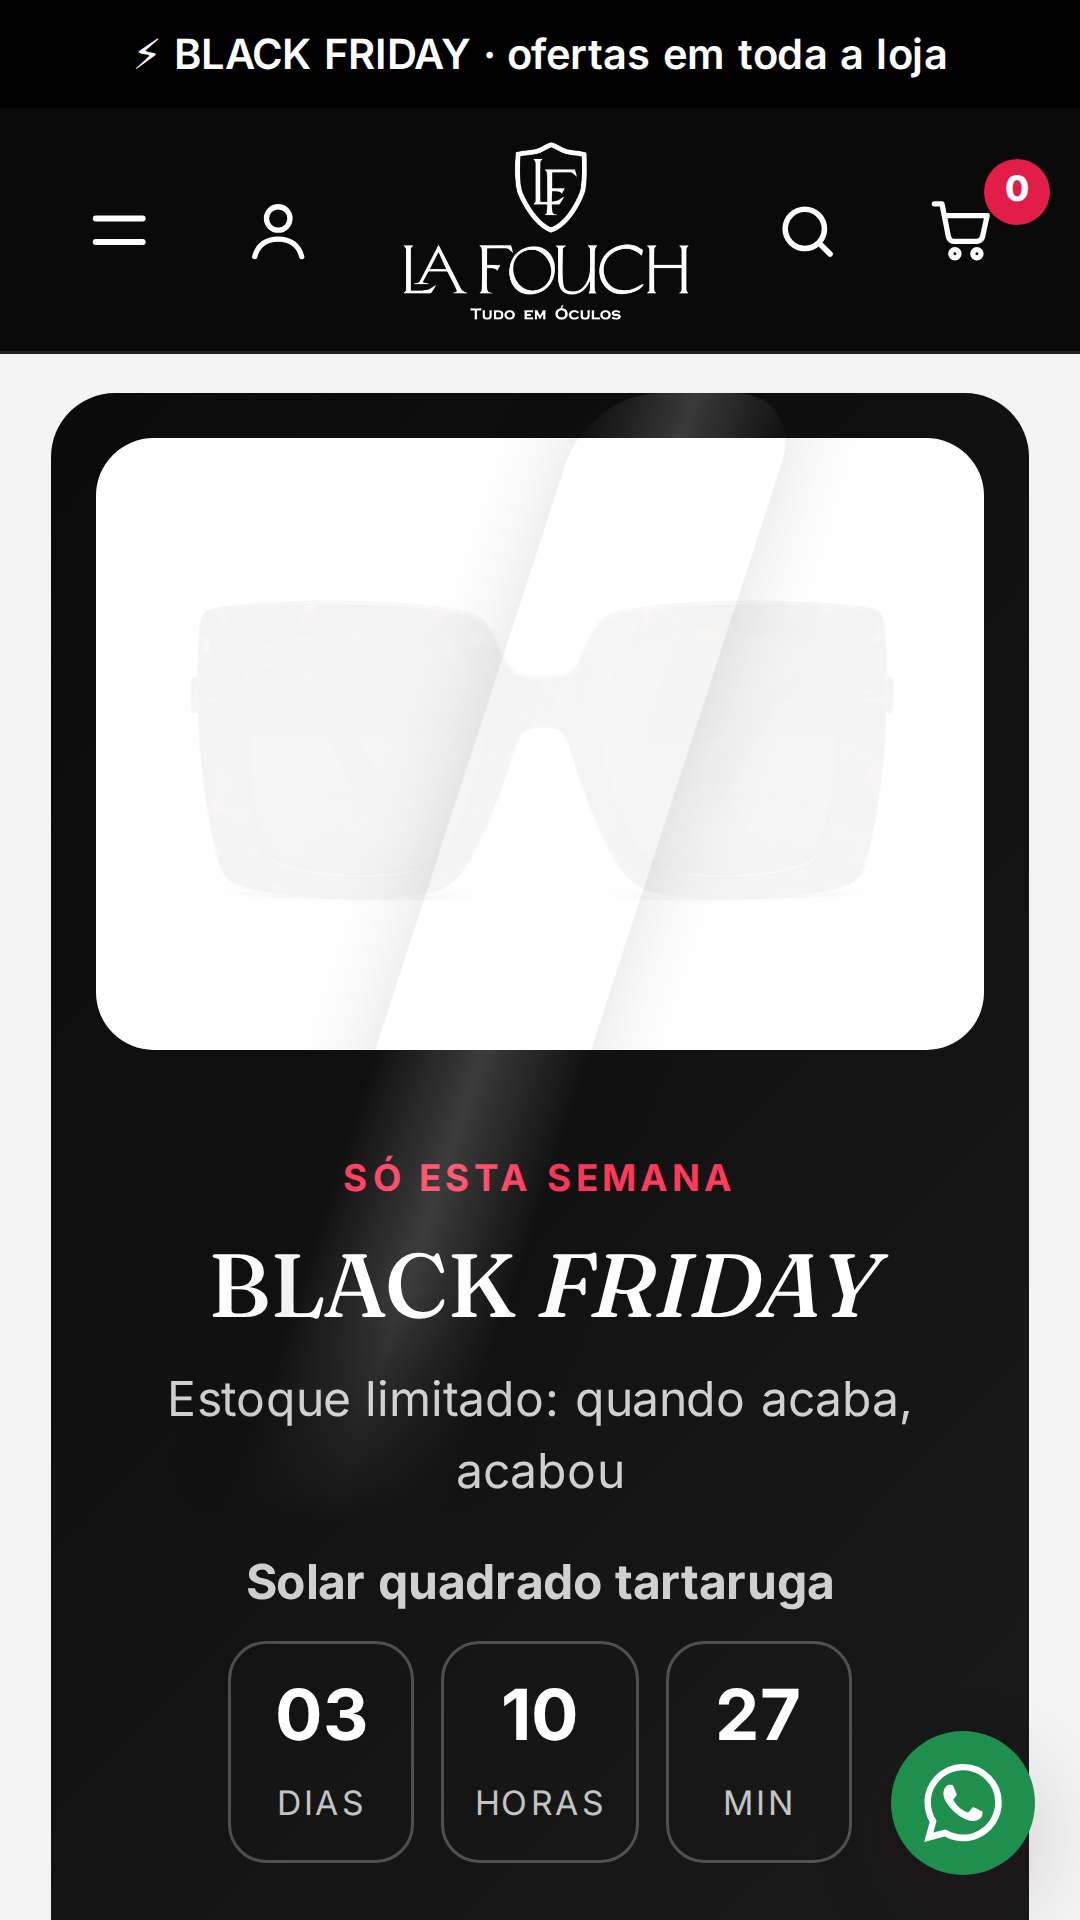 ⚡ BLACK FRIDAY · ofertas em toda a loja
0
LF
LA FOUCH
TUDO EM ÓCULOS
SÓ ESTA SEMANA
BLACK FRIDAY
Estoque limitado: quando acaba,
acabou
Solar quadrado tartaruga
03 10 27
DIAS HORAS MIN